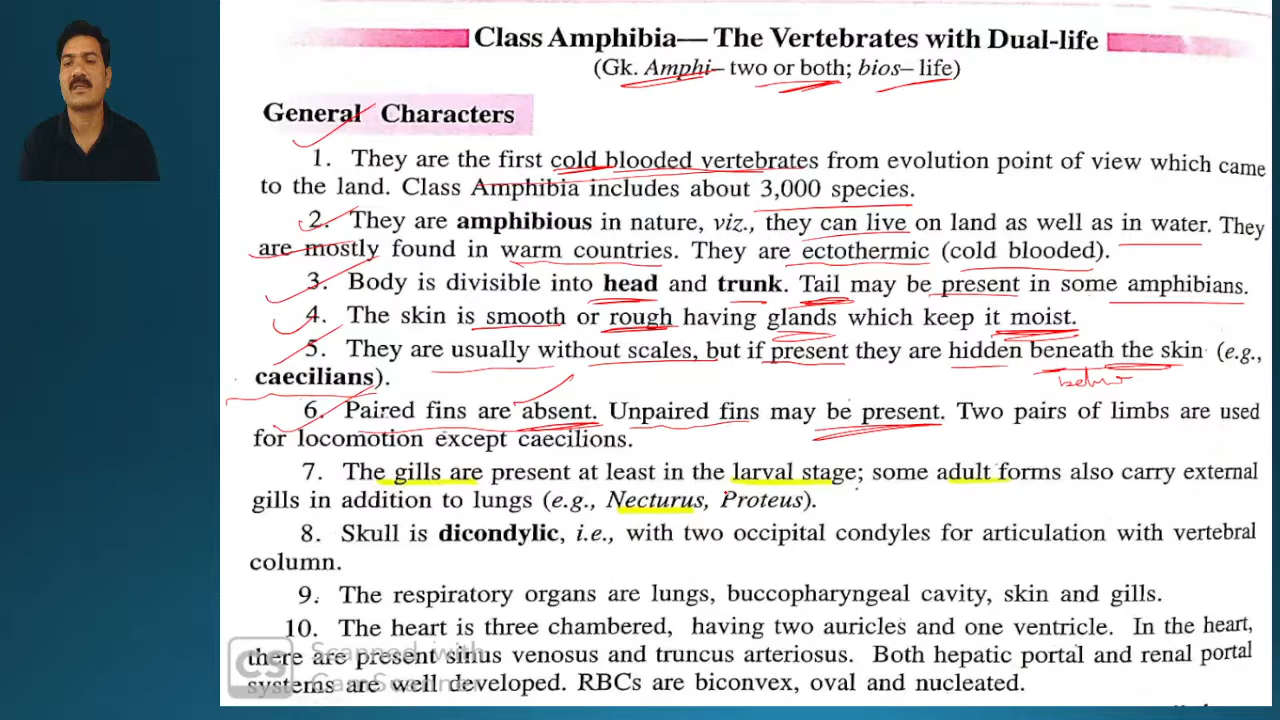 Class Amphibia— The Vertebrates with Dual-life
(Gk. Amphi– two or both; bios– life)
General Characters
1. They are the first cold blooded vertebrates from evolution point of view which came
to the land. Class Amphibia includes about 3,000 species.
2. They are amphibious in nature, viz., they can live on land as well as in water. They
are mostly found in warm countries. They are ectothermic (cold blooded).
3. Body is divisible into head and trunk. Tail may be present in some amphibians.
4. The skin is smooth or rough having glands which keep it moist.
5. They are usually without scales, but if present they are hidden beneath the skin (e.g.,
caecilians).
6. Paired fins are absent. Unpaired fins may be present. Two pairs of limbs are used
for locomotion except caecilions.
7. The gills are present at least in the larval stage; some adult forms also carry external
gills in addition to lungs (e.g., Necturus, Proteus).
8. Skull is dicondylic, i.e., with two occipital condyles for articulation with vertebral
column.
9. The respiratory organs are lungs, buccopharyngeal cavity, skin and gills.
10. The heart is three chambered, having two auricles and one ventricle. In the heart,
there are present sinus venosus and truncus arteriosus. Both hepatic portal and renal portal
systems are well developed. RBCs are biconvex, oval and nucleated.
CS Scanned with
CamScanner